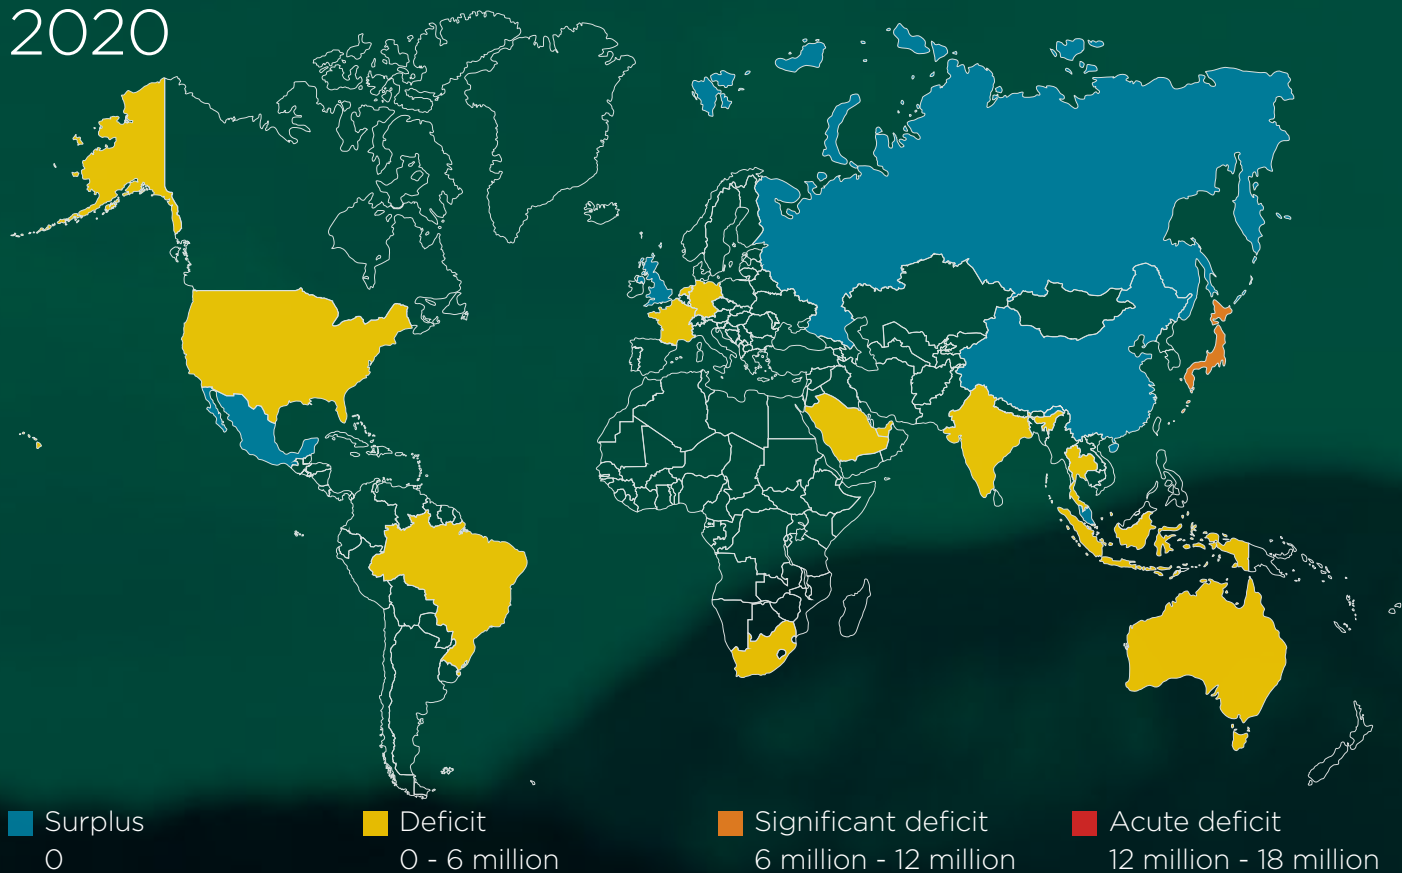 2020
Surplus
0
Deficit
0 - 6 million
Significant deficit
6 million - 12 million
Acute deficit
12 million - 18 million